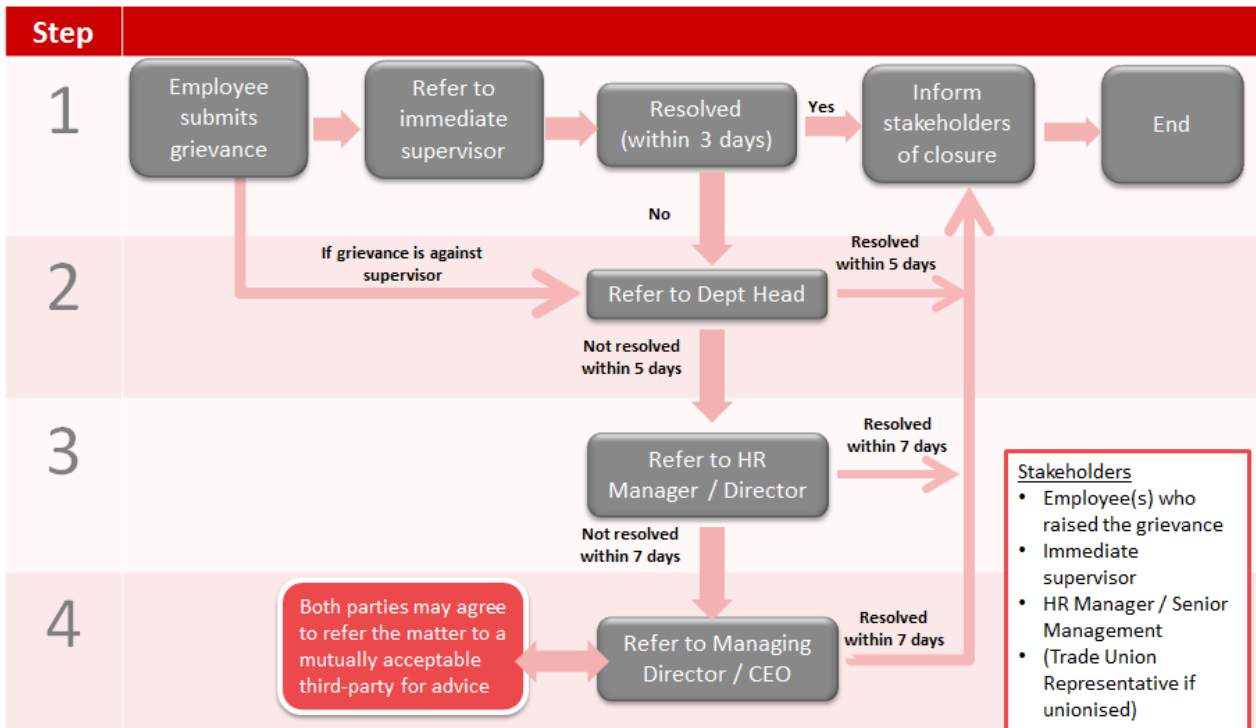 Step
1
Employee
submits
grievance
Refer to
immediate
supervisor
Resolved
(within 3 days)
Yes
Inform
stakeholders
of closure
End
No
2
If grievance is against
supervisor
Refer to Dept Head
Resolved
within 5 days
Not resolved
within 5 days
3
Refer to HR
Manager / Director
Resolved
within 7 days
Not resolved
within 7 days
4
Both parties may agree
to refer the matter to a
mutually acceptable
third-party for advice
Refer to Managing
Director / CEO
Resolved
within 7 days
Stakeholders
• Employee(s) who
raised the grievance
• Immediate
supervisor
• HR Manager / Senior
Management
• (Trade Union
Representative if
unionised)